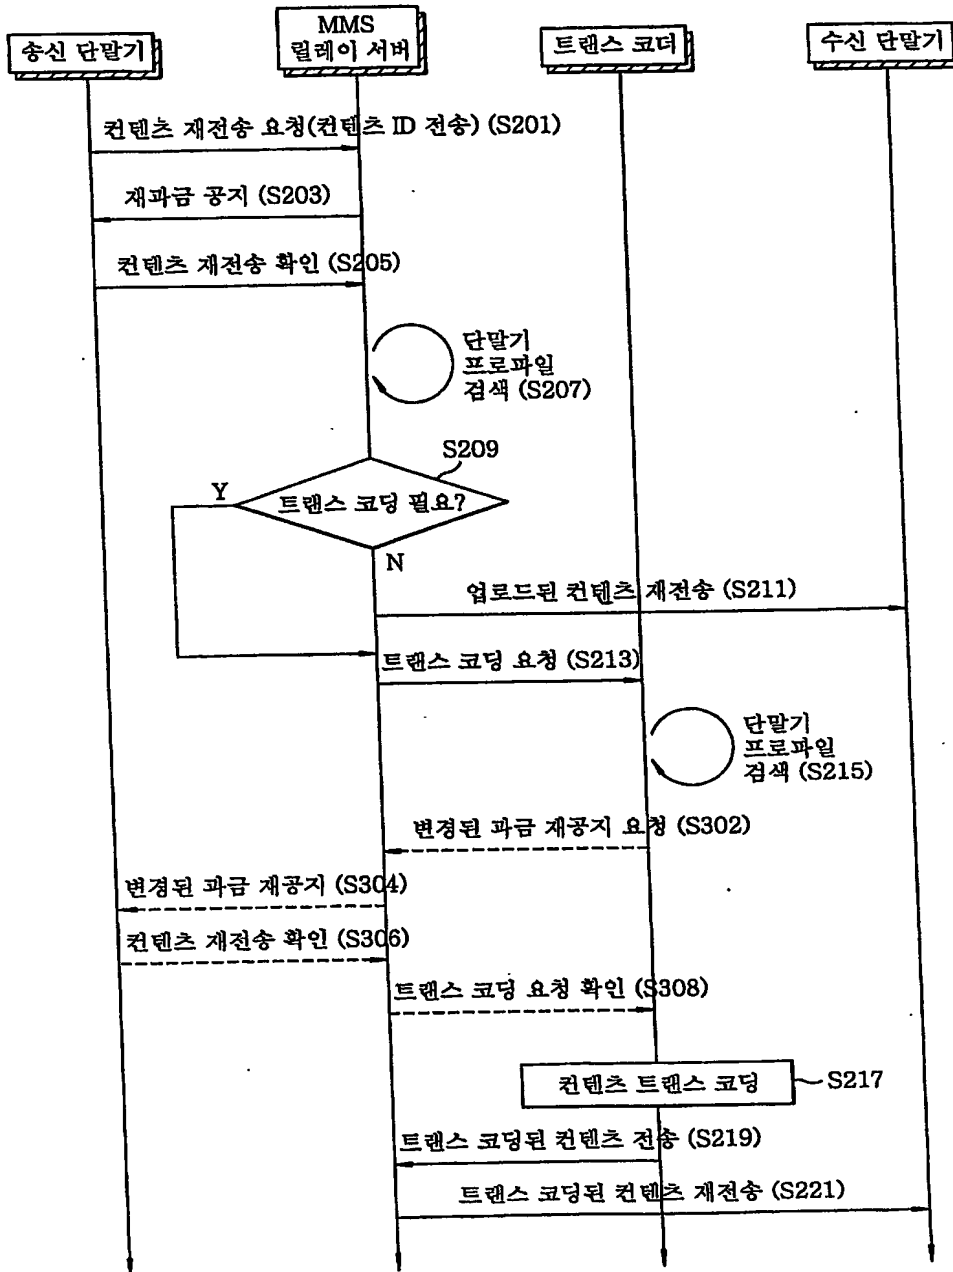 송신 단말기
MMS
릴레이 서버
트랜스 코더
수신 단말기
컨텐츠 재전송 요청(컨텐츠 ID 전송) (S201)
재과금 공지 (S203)
컨텐츠 재전송 확인 (S205)
단말기
프로파일
검색 (S207)
S209
Y
트랜스 코딩 필요?
N
업로드된 컨텐츠 재전송 (S211)
트랜스 코딩 요청 (S213)
단말기
프로파일
검색 (S215)
변경된 과금 재공지 요청 (S302)
변경된 과금 재공지 (S304)
컨텐츠 재전송 확인 (S306)
트랜스 코딩 요청 확인 (S308)
컨텐츠 트랜스 코딩
S217
트랜스 코딩된 컨텐츠 전송 (S219)
트랜스 코딩된 컨텐츠 재전송 (S221)